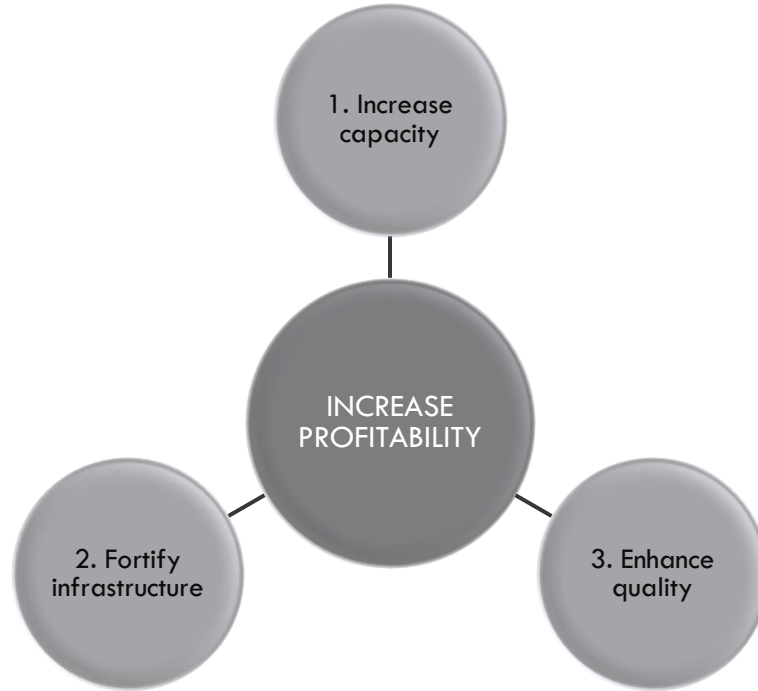 1. Increase
capacity
INCREASE
PROFITABILITY
2. Fortify
infrastructure
3. Enhance
quality